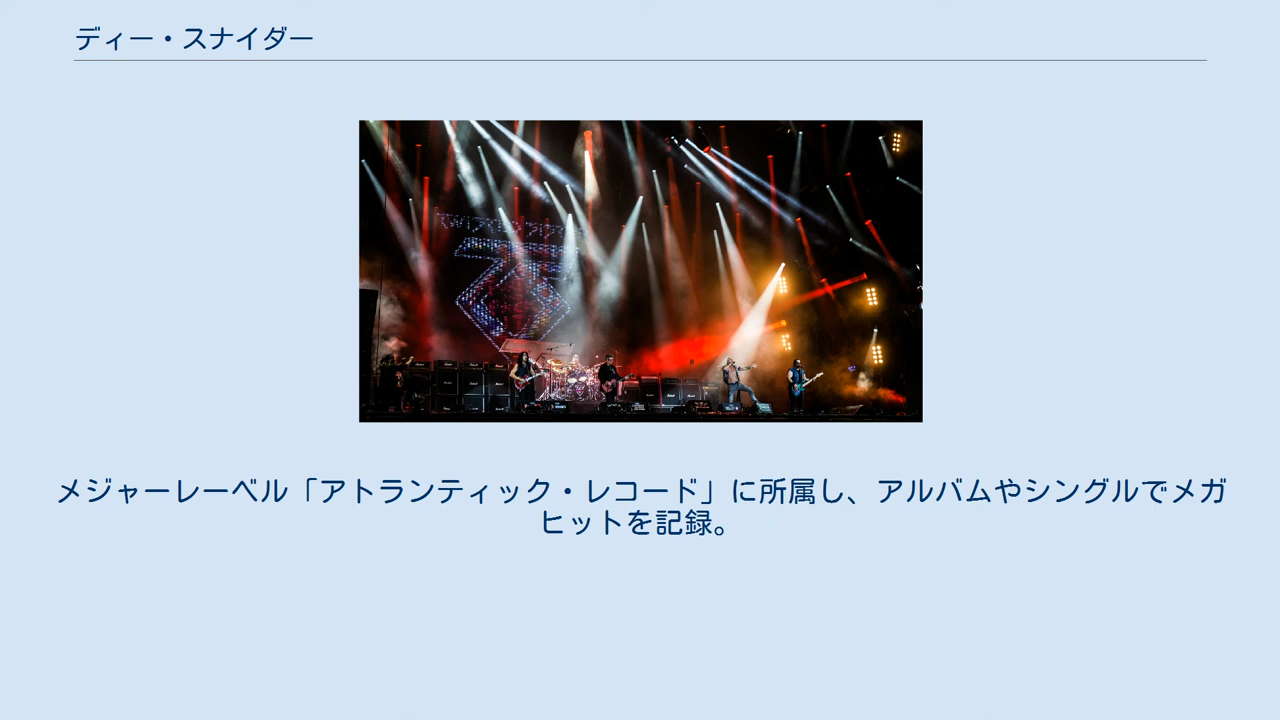 ディー・スナイダー
メジャーレーベル「アトランティック・レコード」に所属し、アルバムやシングルでメガ
ヒットを記録。